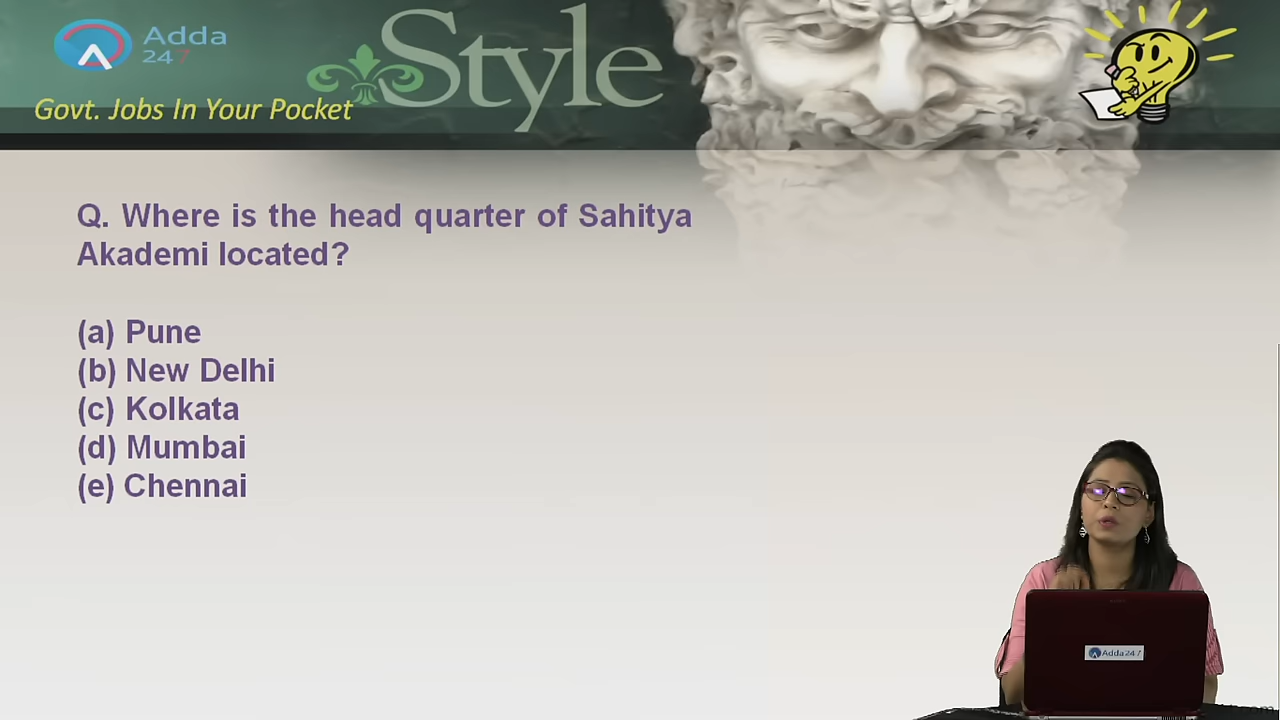 Adda
247
Style
Govt. Jobs In Your Pocket
Q. Where is the head quarter of Sahitya
Akademi located?
(a) Pune
(b) New Delhi
(c) Kolkata
(d) Mumbai
(e) Chennai
Adda247